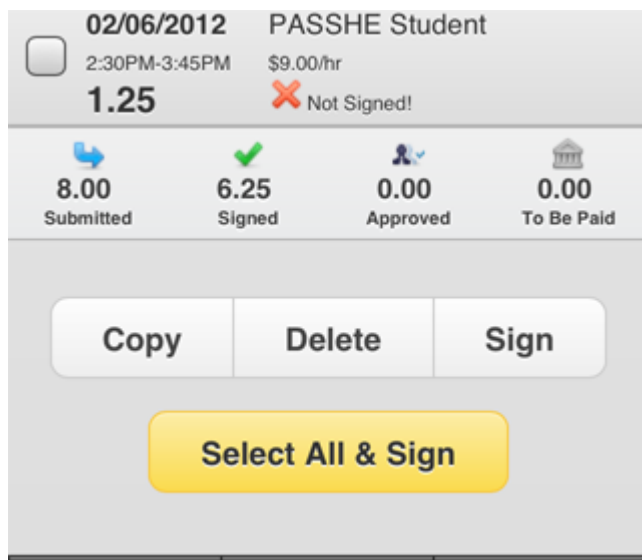 02/06/2012 PASSHE Student
2:30PM-3:45PM $9.00/hr
1.25 Not Signed!
8.00 6.25 0.00 0.00
Submitted Signed Approved To Be Paid
Copy Delete Sign
Select All & Sign